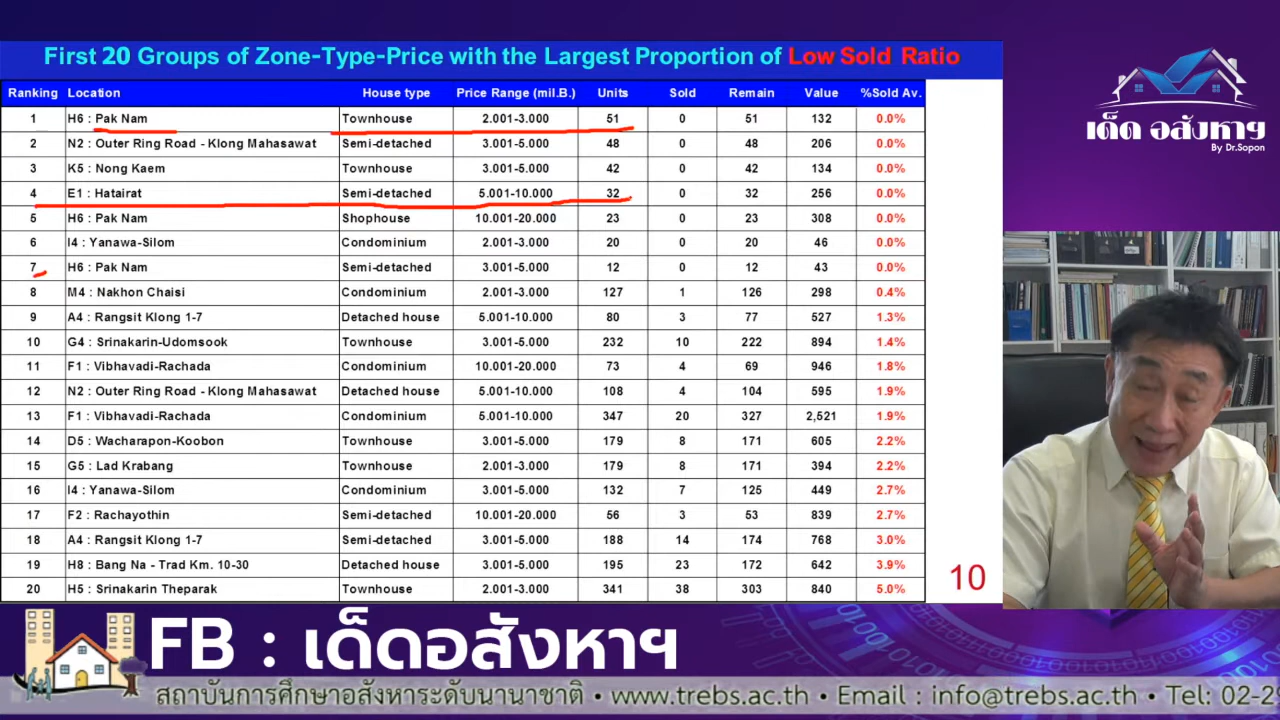 First 20 Groups of Zone-Type-Price with the Largest Proportion of Low Sold Ratio
Ranking Location House type Price Range (mil.B.) Units Sold Remain Value %Sold Av.
1 H6 : Pak Nam Townhouse 2.001-3.000 51 0 51 132 0.0%
2 N2 : Outer Ring Road - Klong Mahasawat Semi-detached 3.001-5.000 48 0 48 206 0.0%
3 K5 : Nong Kaem Townhouse 3.001-5.000 42 0 42 134 0.0%
4 E1 : Hatairat Semi-detached 5.001-10.000 32 0 32 256 0.0%
5 H6 : Pak Nam Shophouse 10.001-20.000 23 0 23 308 0.0%
6 I4 : Yanawa-Silom Condominium 2.001-3.000 20 0 20 46 0.0%
7 H6 : Pak Nam Semi-detached 3.001-5.000 12 0 12 43 0.0%
8 M4 : Nakhon Chaisi Condominium 2.001-3.000 127 1 126 298 0.4%
9 A4 : Rangsit Klong 1-7 Detached house 5.001-10.000 80 3 77 527 1.3%
10 G4 : Srinakarin-Udomsook Townhouse 3.001-5.000 232 10 222 894 1.4%
11 F1 : Vibhavadi-Rachada Condominium 10.001-20.000 73 4 69 946 1.8%
12 N2 : Outer Ring Road - Klong Mahasawat Detached house 5.001-10.000 108 4 104 595 1.9%
13 F1 : Vibhavadi-Rachada Condominium 5.001-10.000 347 20 327 2,521 1.9%
14 D5 : Wacharapon-Koobon Townhouse 3.001-5.000 179 8 171 605 2.2%
15 G5 : Lad Krabang Townhouse 2.001-3.000 179 8 171 394 2.2%
16 I4 : Yanawa-Silom Condominium 3.001-5.000 132 7 125 449 2.7%
17 F2 : Rachayothin Semi-detached 10.001-20.000 56 3 53 839 2.7%
18 A4 : Rangsit Klong 1-7 Semi-detached 3.001-5.000 188 14 174 768 3.0%
19 H8 : Bang Na - Trad Km. 10-30 Detached house 3.001-5.000 195 23 172 642 3.9%
20 H5 : Srinakarin Theparak Townhouse 2.001-3.000 341 38 303 840 5.0%
10
เด็ด อสังหาฯ
By Dr.Sopon
FB : เด็ดอสังหาฯ
สถาบันการศึกษาอสังหาระดับนานาชาติ • www.trebs.ac.th • Email : info@trebs.ac.th • Tel: 02-2